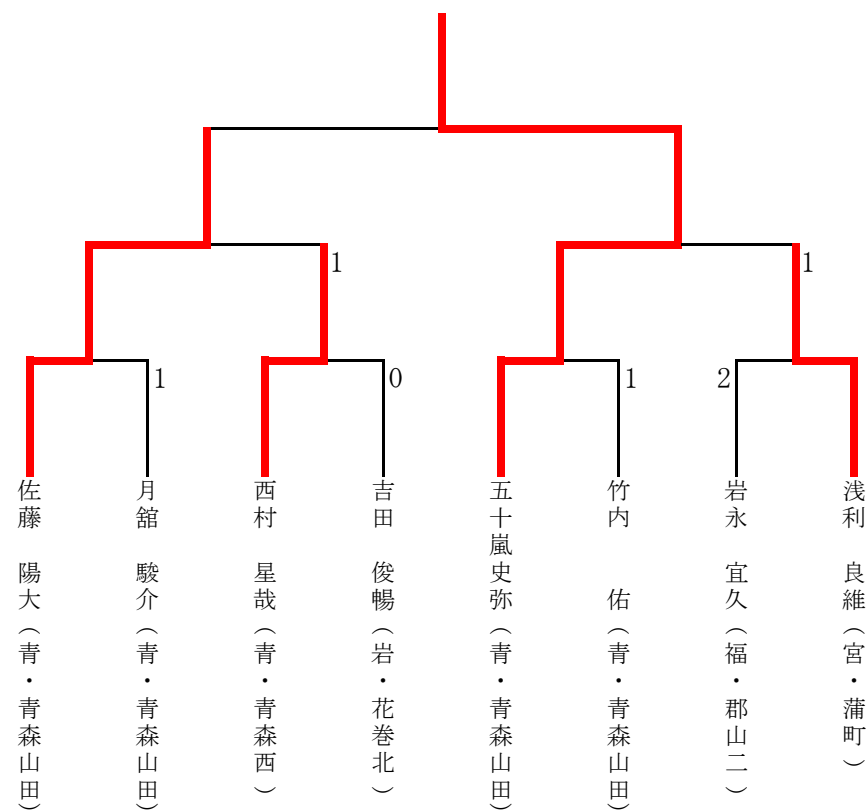 1
1
1
0
1
2
佐藤　陽大（青・青森山田）
月舘　駿介（青・青森山田）
西村　星哉（青・青森西）
吉田　俊暢（岩・花巻北）
五十嵐史弥（青・青森山田）
竹内　　佑（青・青森山田）
岩永　宜久（福・郡山二）
浅利　良維（宮・蒲町）